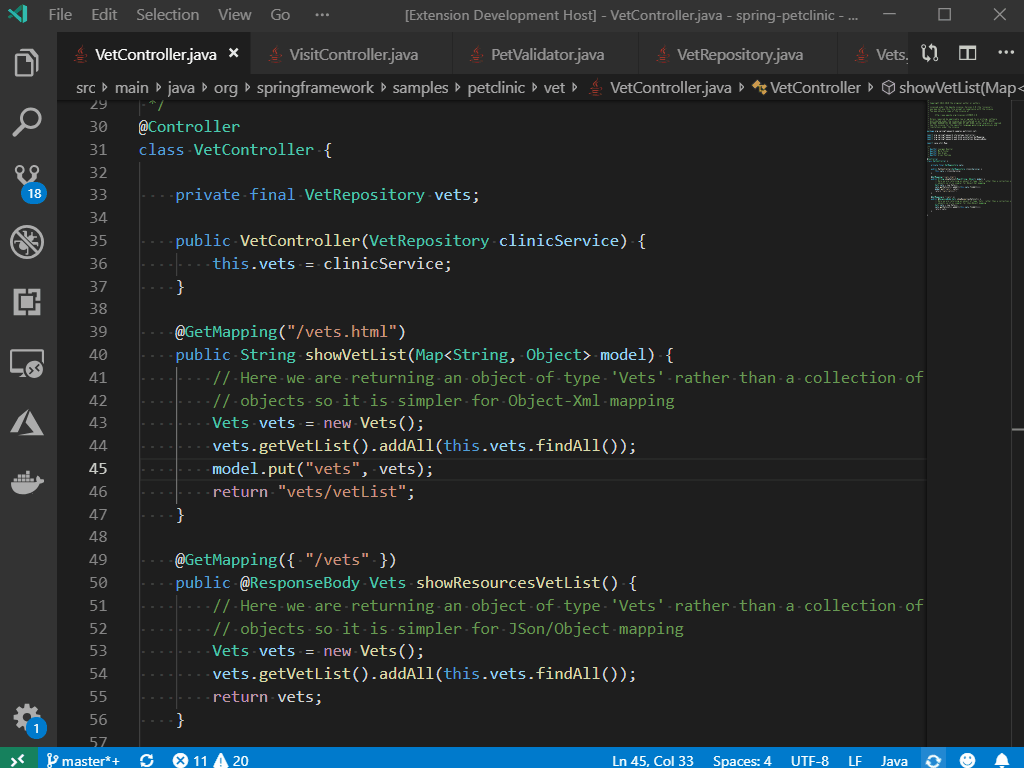 File Edit Selection View Go ··· [Extension Development Host] - VetController.java - spring-petclinic - ...
VetController.java VisitController.java PetValidator.java VetRepository.java Vets.
src main java org springframework samples petclinic vet VetController.java VetController showVetList(Map<
29 */
30 @Controller
31 class VetController {
32
33 private final VetRepository vets;
34
35 public VetController(VetRepository clinicService) {
36 this.vets = clinicService;
37 }
38
39 @GetMapping("/vets.html")
40 public String showVetList(Map<String, Object> model) {
41 // Here we are returning an object of type 'Vets' rather than a collection of
42 // objects so it is simpler for Object-Xml mapping
43 Vets vets = new Vets();
44 vets.getVetList().addAll(this.vets.findAll());
45 model.put("vets", vets);
46 return "vets/vetList";
47 }
48
49 @GetMapping({ "/vets" })
50 public @ResponseBody Vets showResourcesVetList() {
51 // Here we are returning an object of type 'Vets' rather than a collection of
52 // objects so it is simpler for JSon/Object mapping
53 Vets vets = new Vets();
54 vets.getVetList().addAll(this.vets.findAll());
55 return vets;
56 }
57
18
1
master*+ 11 20 Ln 45, Col 33 Spaces: 4 UTF-8 LF Java